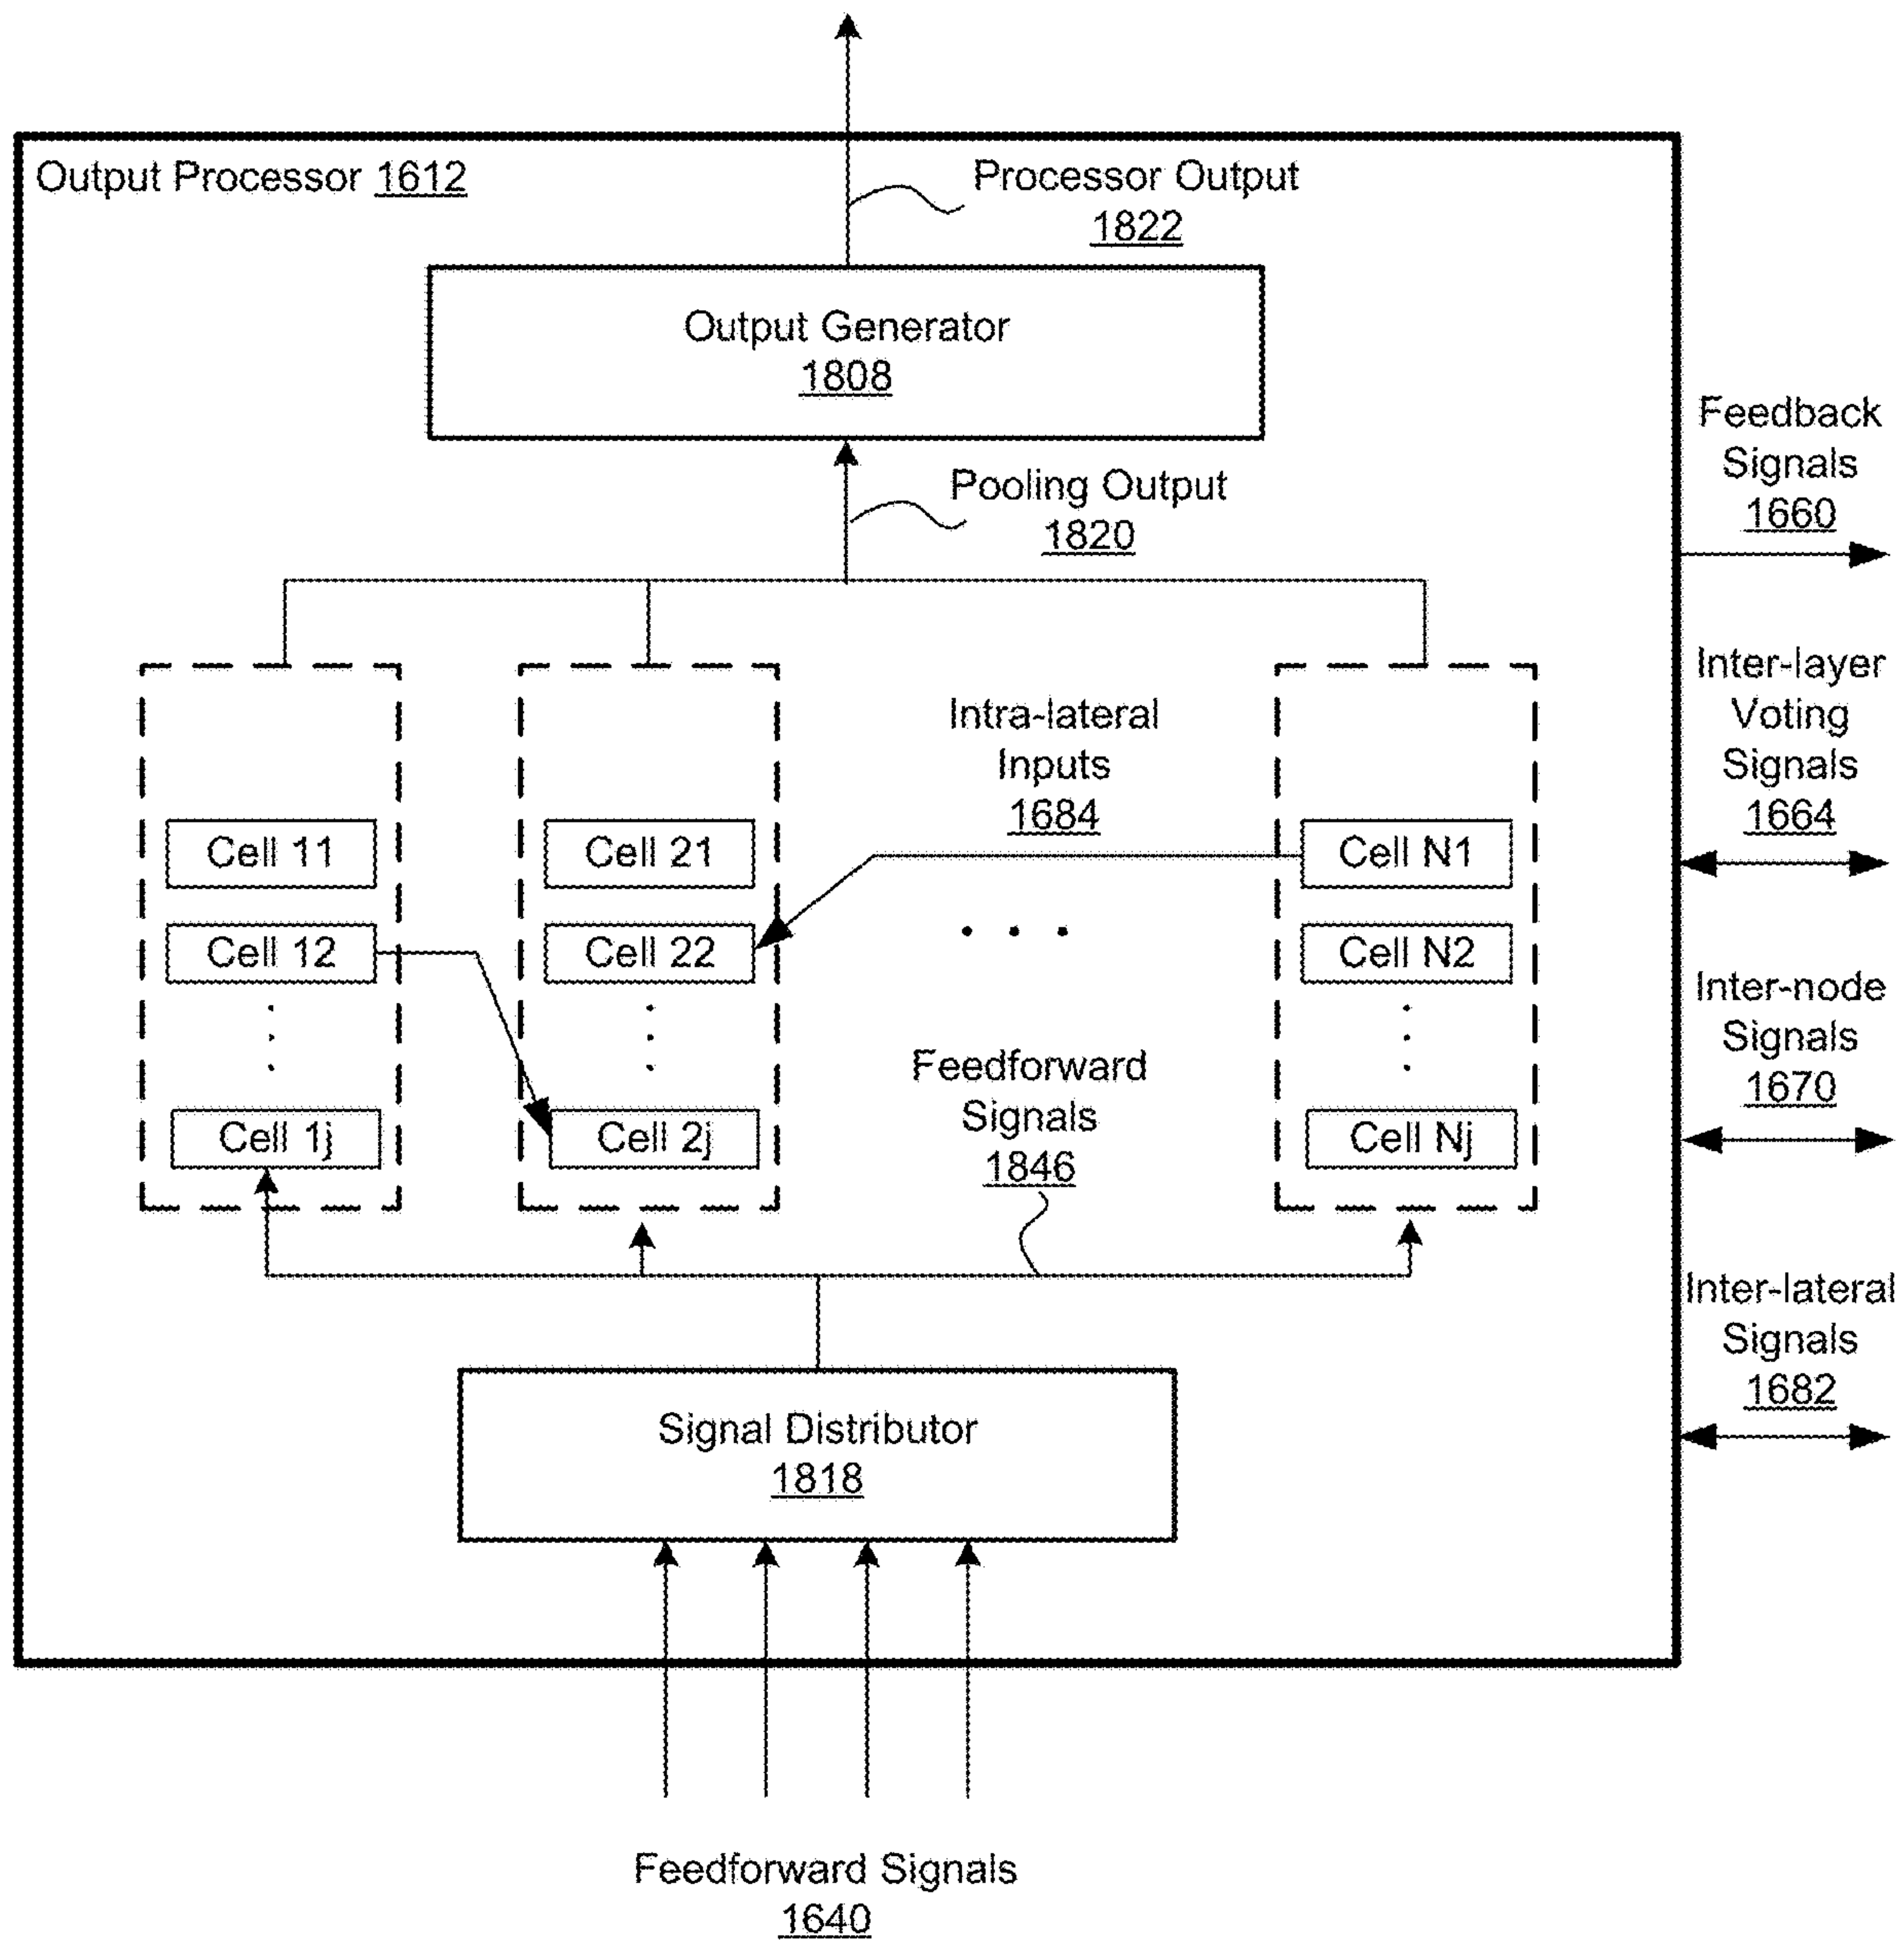 Output Processor 1612
Processor Output
1822
Output Generator
1808
Pooling Output
1820
Feedback
Signals
1660
Inter-layer
Voting
Signals
1664
Inter-node
Signals
1670
Inter-lateral
Signals
1682
Intra-lateral
Inputs
1684
Cell 11
Cell 12
Cell 1j
Cell 21
Cell 22
Cell 2j
. . .
Cell N1
Cell N2
Cell Nj
Feedforward
Signals
1846
Signal Distributor
1818
Feedforward Signals
1640